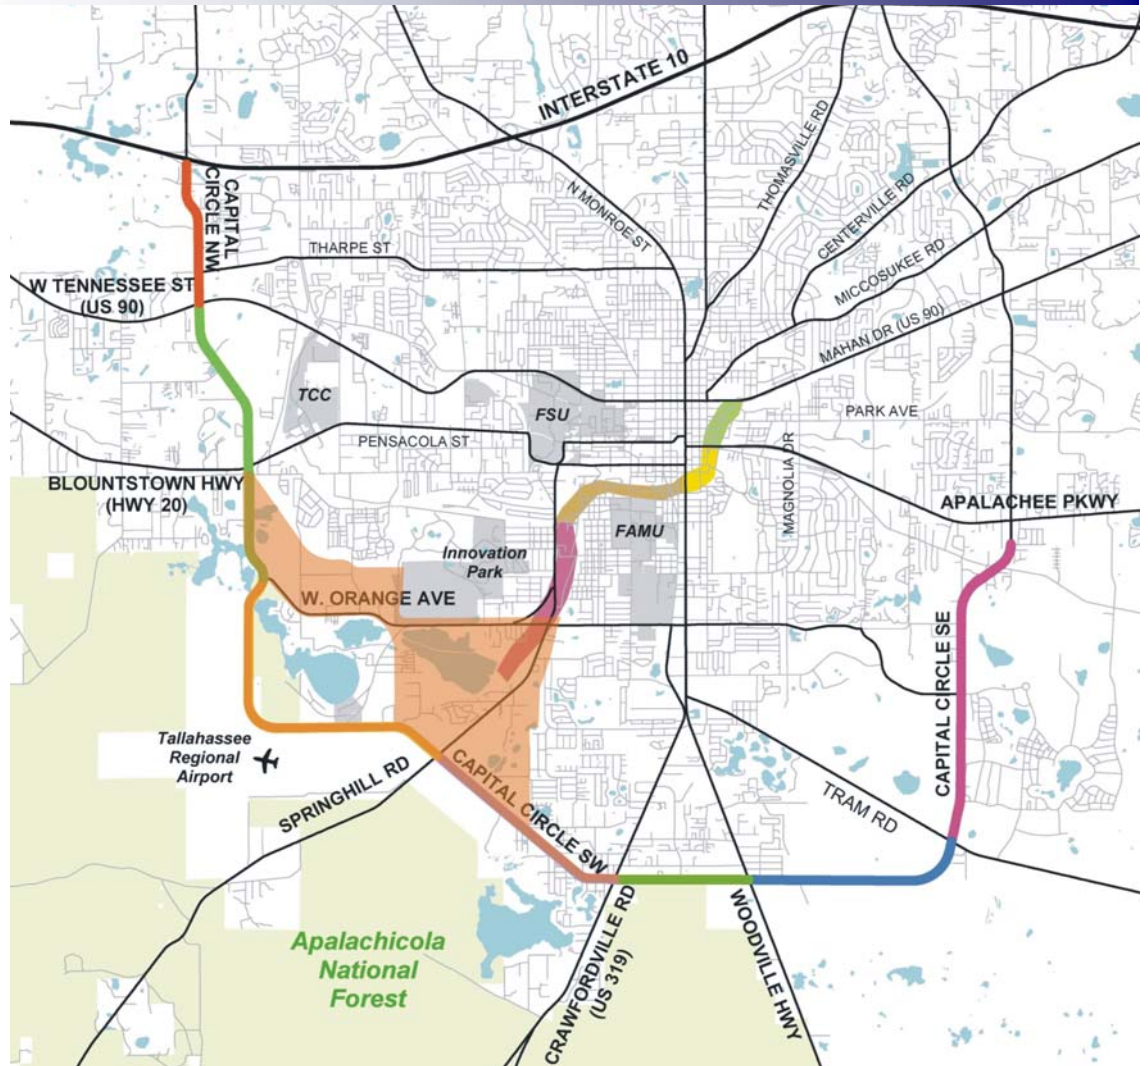 INTERSTATE 10
CAPITAL
CIRCLE NW
N MONROE ST
THOMASVILLE RD
CENTERVILLE RD
MICCOSUKEE RD
THARPE ST
W TENNESSEE ST
(US 90)
MAHAN DR (US 90)
TCC
FSU
PARK AVE
PENSACOLA ST
MAGNOLIA DR
BLOUNTSTOWN HWY
(HWY 20)
APALACHEE PKWY
FAMU
Innovation
Park
W. ORANGE AVE
CAPITAL CIRCLE SE
Tallahassee
Regional
Airport
SPRINGHILL RD
CAPITAL CIRCLE SW
TRAM RD
CRAWFORDVILLE RD
(US 319)
WOODVILLE HWY
Apalachicola
National
Forest